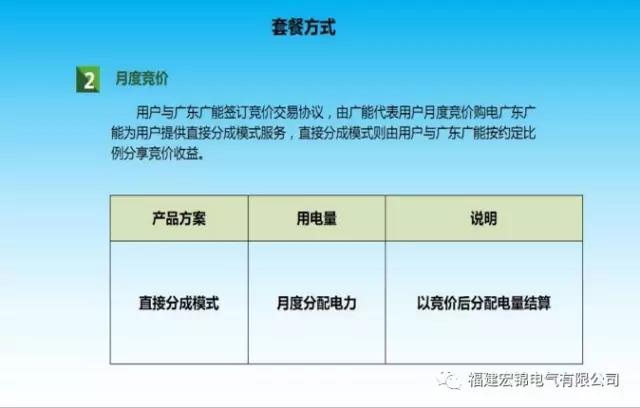 套餐方式
2 月度竞价
用户与广东广能签订竞价交易协议，由广能代表用户月度竞价购电广东广
能为用户提供直接分成模式服务，直接分成模式则由用户与广东广能按约定比
例分享竞价收益。
产品方案 用电量 说明
直接分成模式 月度分配电力 以竞价后分配电量结算
福建宏锦电气有限公司